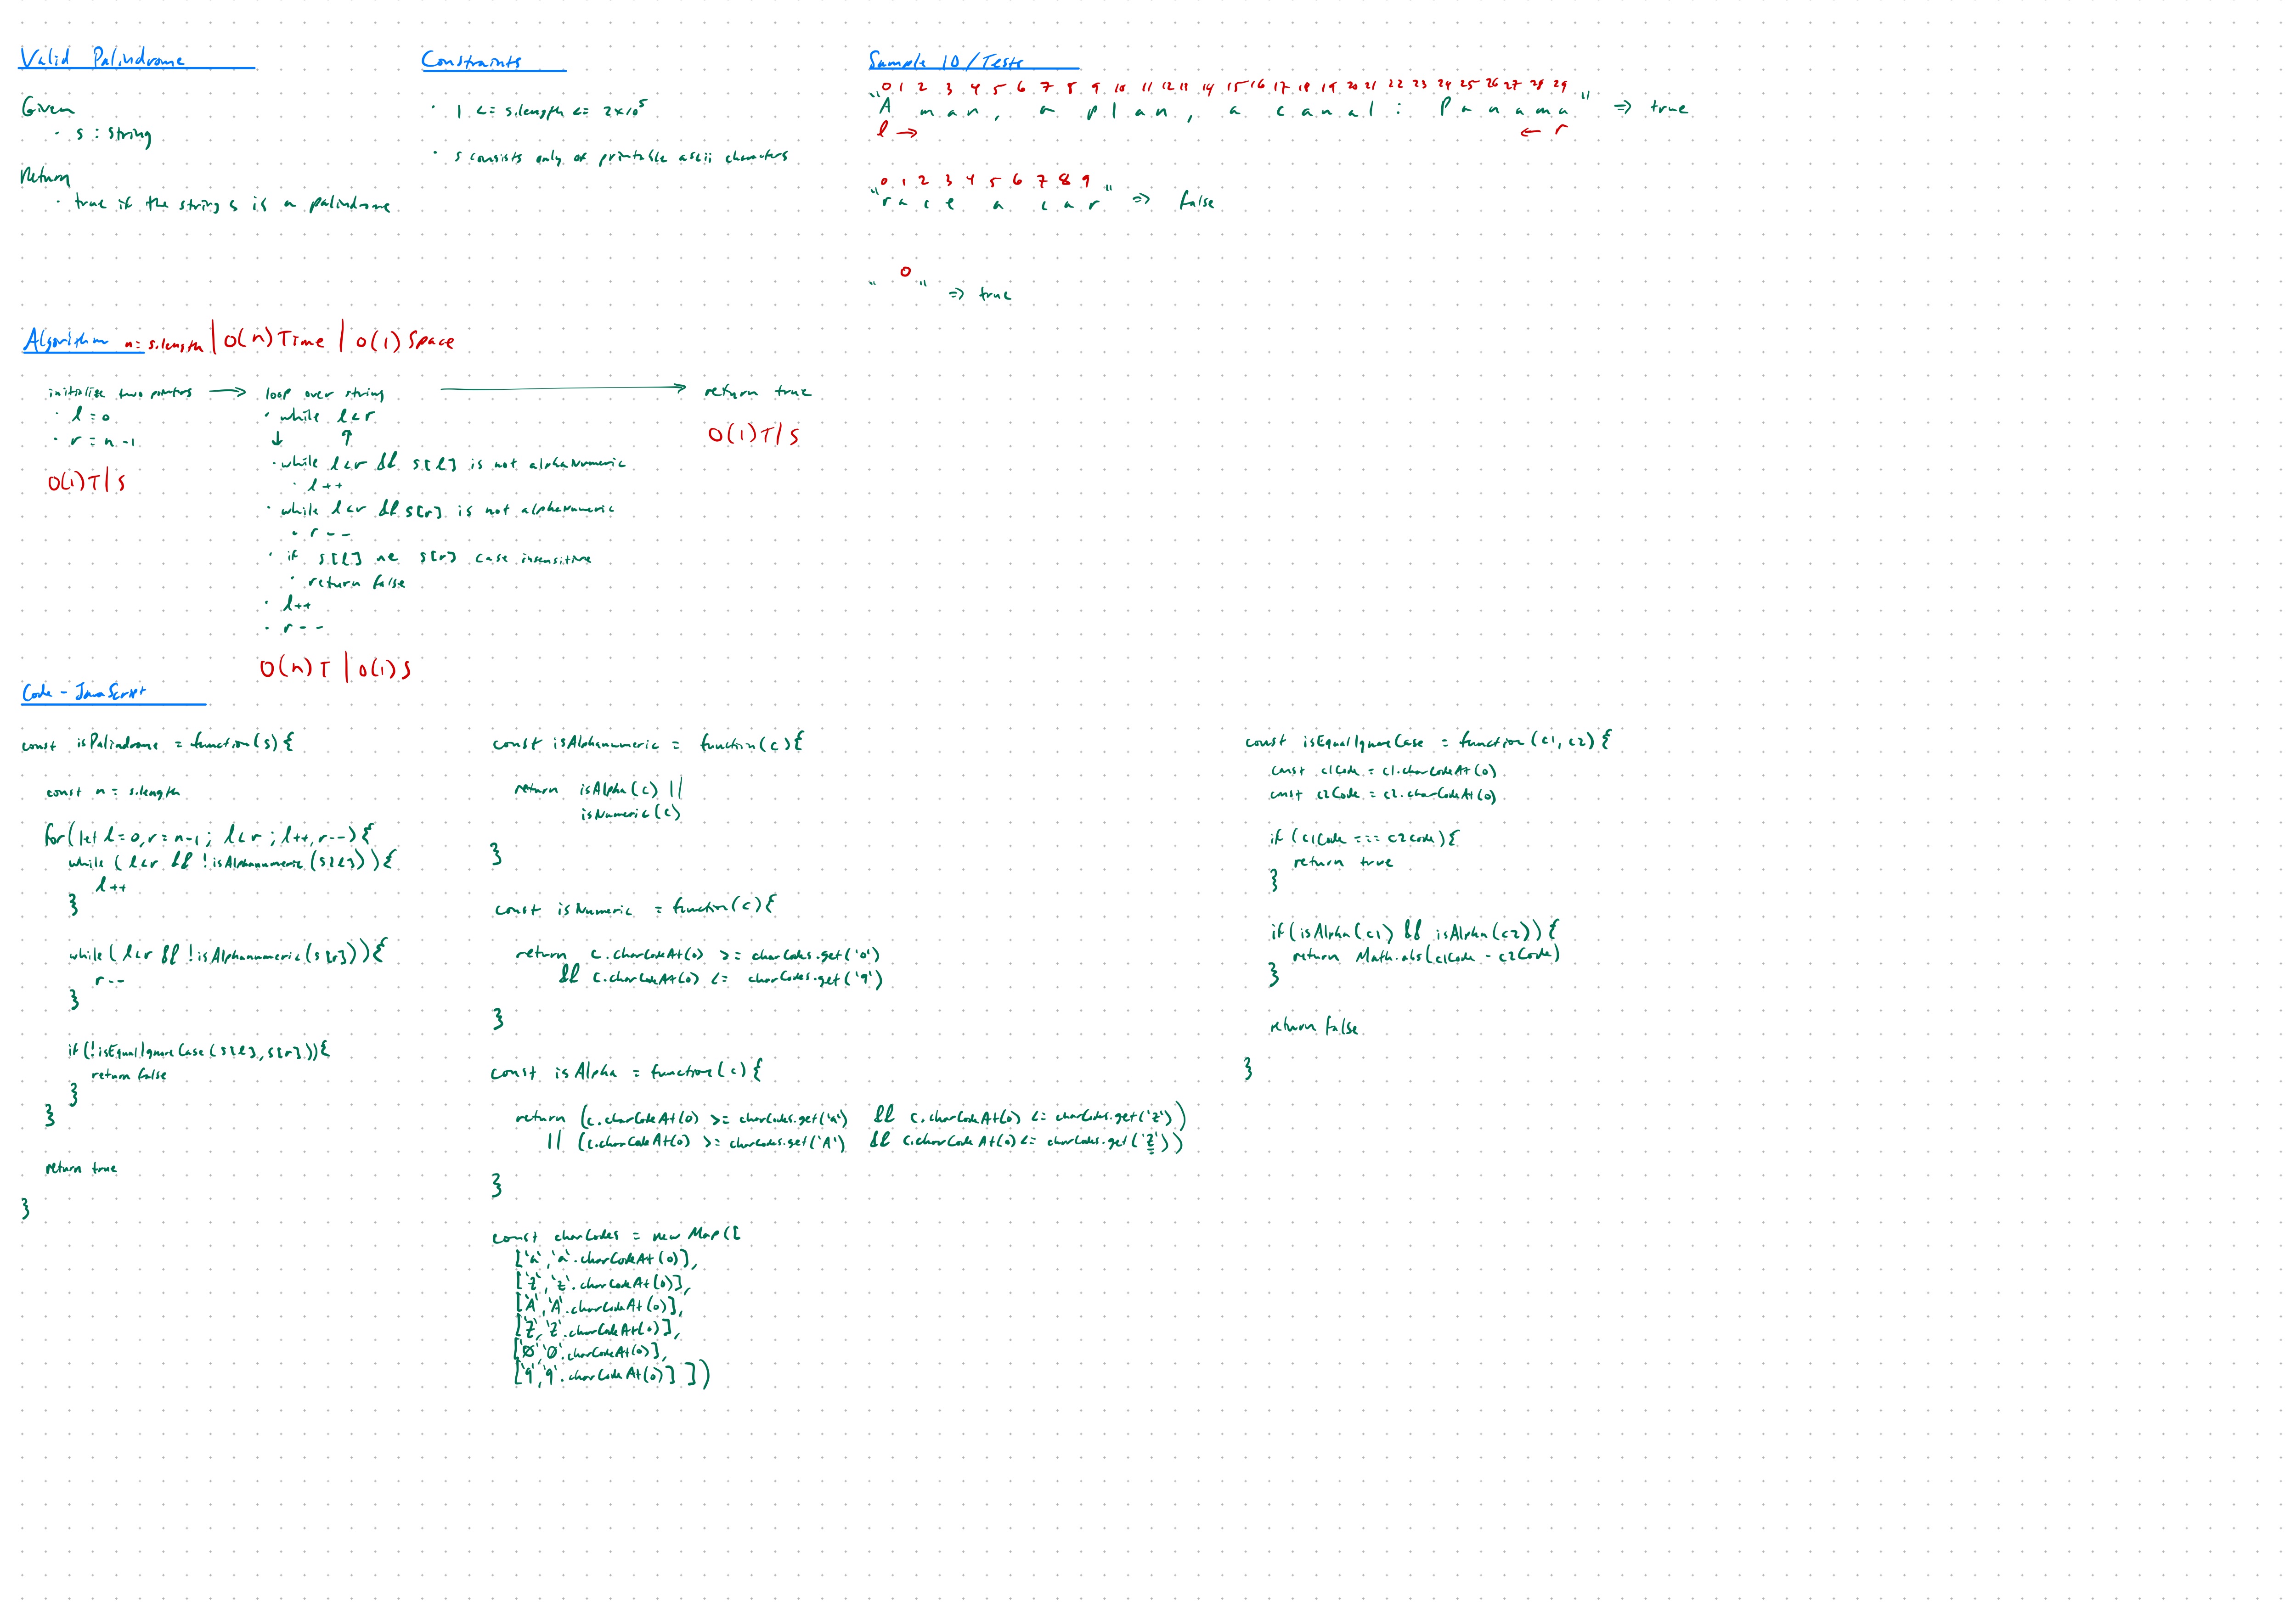 Valid Palindrome
Given
· s : string
Return
· true if the string s is a palindrome
Constraints
· 1 <= s.length <= 2x10^5
· s consists only of printable ascii characters
Sample IO/Tests
0 1 2 3 4 5 6 7 8 9 10 11 12 13 14 15 16 17 18 19 20 21 22 23 24 25 26 27 28 29
"A man, a plan, a canal: Panama" => true
l → ← r
0 1 2 3 4 5 6 7 8 9
"race a car" => false
0
" " => true
Algorithm n=s.length | O(n) Time | O(1) Space
initialize two pointers →
· l = 0
· r = n-1
O(1) T/S
loop over string →
· while l<r
↓ ↑
· while l<r && s[l] is not alphaNumeric
· l++
· while l<r && s[r] is not alphaNumeric
· r--
· if s[l] ne s[r] case insensitive
· return false
· l++
· r--
O(n) T | O(1) S
return true
O(1) T/S
Code - JavaScript
const isPalindrome = function(s){
const n = s.length
for(let l=0,r=n-1; l<r; l++,r--){
while (l<r && !isAlphanumeric(s[l])){
l++
}
while(l<r && !isAlphanumeric(s[r])){
r--
}
if(!isEqualIgnoreCase(s[l],s[r])){
return false
}
}
return true
}
const isAlphanumeric = function(c){
return isAlpha(c) ||
isNumeric(c)
}
const isNumeric = function(c){
return c.charCodeAt(0) >= charCodes.get('0')
&& c.charCodeAt(0) <= charCodes.get('9')
}
const isAlpha = function(c){
return (c.charCodeAt(0) >= charCodes.get('a') && c.charCodeAt(0) <= charCodes.get('z'))
|| (c.charCodeAt(0) >= charCodes.get('A') && c.charCodeAt(0) <= charCodes.get('Z'))
}
const charCodes = new Map([
['a','a'.charCodeAt(0)],
['z','z'.charCodeAt(0)],
['A','A'.charCodeAt(0)],
['Z','Z'.charCodeAt(0)],
['0','0'.charCodeAt(0)],
['9','9'.charCodeAt(0)] ])
const isEqualIgnoreCase = function(c1, c2){
const c1Code = c1.charCodeAt(0)
const c2Code = c2.charCodeAt(0)
if (c1Code === c2Code){
return true
}
if(isAlpha(c1) && isAlpha(c2)){
return Math.abs(c1Code - c2Code)
}
return false
}